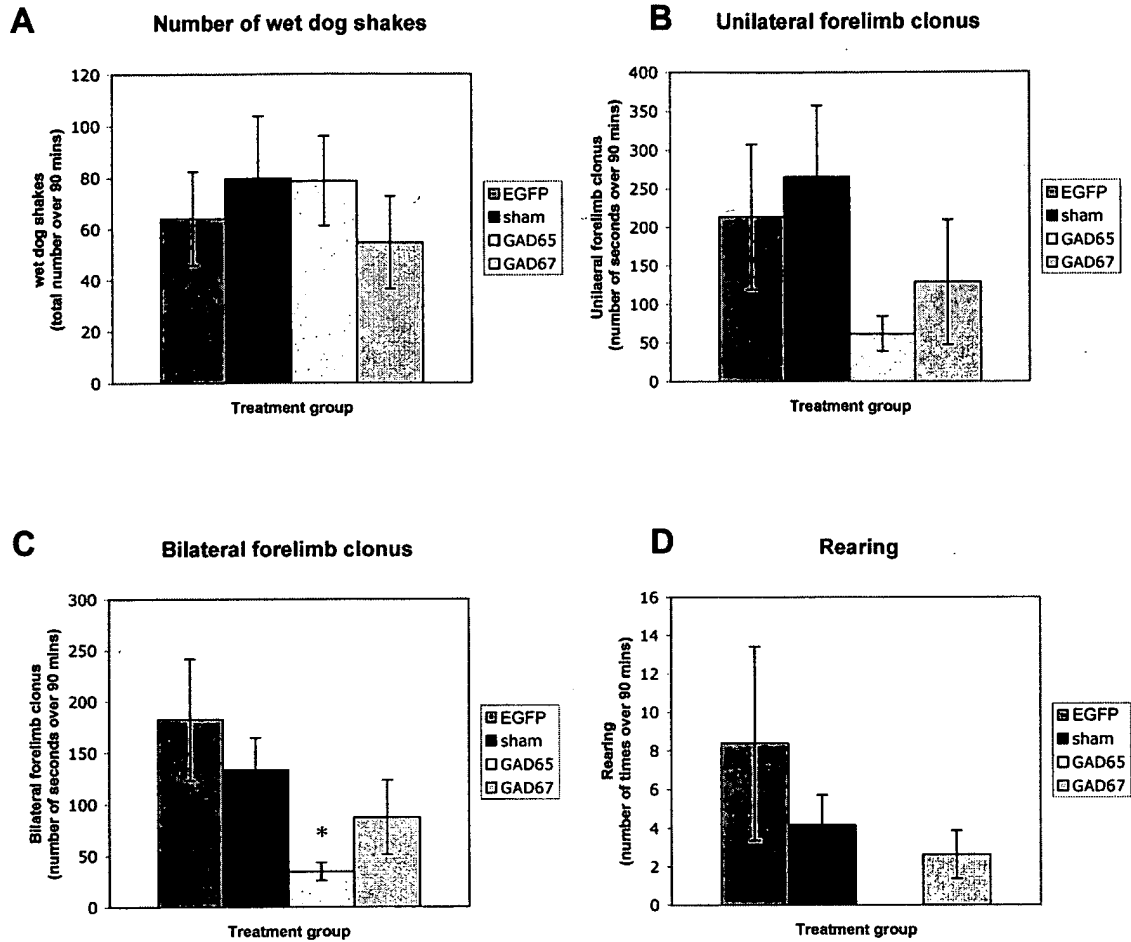 A
Number of wet dog shakes
wet dog shakes
(total number over 90 mins)
120
100
80
60
40
20
0
Treatment group
EGFP
sham
GAD65
GAD67
B
Unilateral forelimb clonus
Unilaeral forelimb clonus
(number of seconds over 90 mins)
400
350
300
250
200
150
100
50
0
Treatment group
EGFP
sham
GAD65
GAD67
C
Bilateral forelimb clonus
Bilateral forelimb clonus
(number of seconds over 90 mins)
300
250
200
150
100
50
0
*
Treatment group
EGFP
sham
GAD65
GAD67
D
Rearing
Rearing
(number of times over 90 mins)
16
14
12
10
8
6
4
2
0
Treatment group
EGFP
sham
GAD65
GAD67